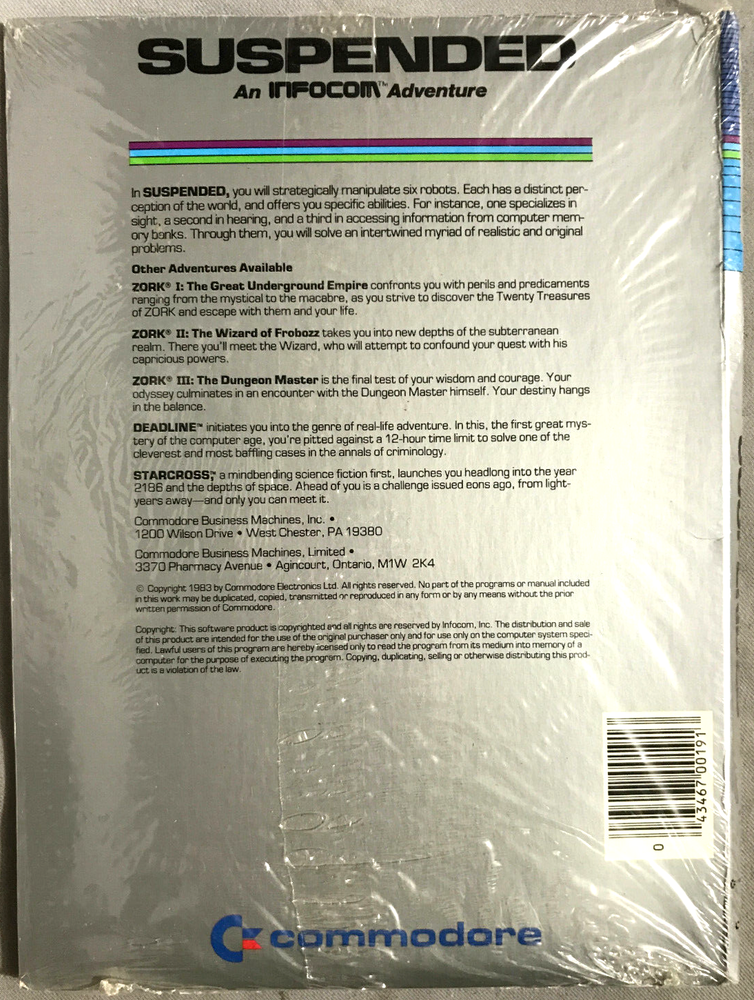 SUSPENDED
An INFOCOM™ Adventure
In SUSPENDED, you will strategically manipulate six robots. Each has a distinct per-
ception of the world, and offers you specific abilities. For instance, one specializes in
sight, a second in hearing, and a third in accessing information from computer mem-
ory banks. Through them, you will solve an intertwined myriad of realistic and original
problems.
Other Adventures Available
ZORK® I: The Great Underground Empire confronts you with perils and predicaments
ranging from the mystical to the macabre, as you strive to discover the Twenty Treasures
of ZORK and escape with them and your life.
ZORK® II: The Wizard of Frobozz takes you into new depths of the subterranean
realm. There you'll meet the Wizard, who will attempt to confound your quest with his
capricious powers.
ZORK® III: The Dungeon Master is the final test of your wisdom and courage. Your
odyssey culminates in an encounter with the Dungeon Master himself. Your destiny hangs
in the balance.
DEADLINE™ initiates you into the genre of real-life adventure. In this, the first great mys-
tery of the computer age, you're pitted against a 12-hour time limit to solve one of the
cleverest and most baffling cases in the annals of criminology.
STARCROSS,™ a mindbending science fiction first, launches you headlong into the year
2186 and the depths of space. Ahead of you is a challenge issued eons ago, from light-
years away—and only you can meet it.
Commodore Business Machines, Inc. •
1200 Wilson Drive • West Chester, PA 19380
Commodore Business Machines, Limited •
3370 Pharmacy Avenue • Agincourt, Ontario, M1W 2K4
© Copyright 1983 by Commodore Electronics Ltd. All rights reserved. No part of the programs or manual included
in this work may be duplicated, copied, transmitted or reproduced in any form or by any means without the prior
written permission of Commodore.
Copyright: This software product is copyrighted and all rights are reserved by Infocom, Inc. The distribution and sale
of this product are intended for the use of the original purchaser only and for use only on the computer system speci-
fied. Lawful users of this program are hereby licensed only to read the program from its medium into memory of a
computer for the purpose of executing the program. Copying, duplicating, selling or otherwise distributing this prod-
uct is a violation of the law.
0 43467 00191
commodore